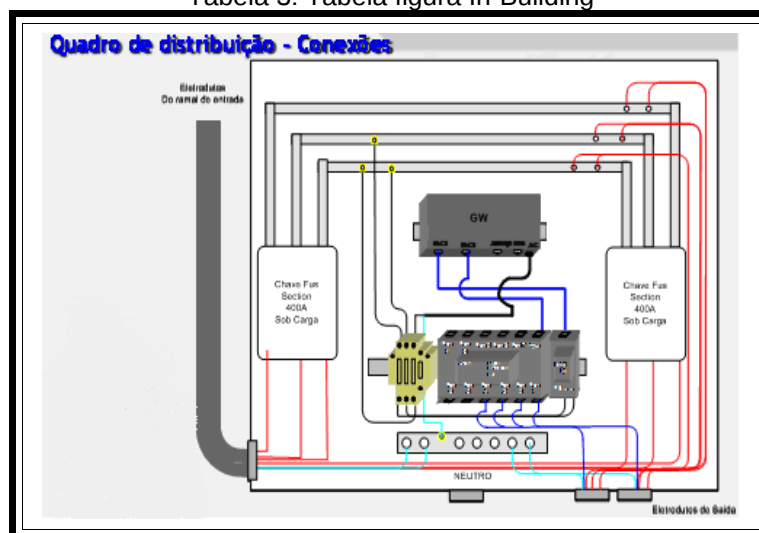 Tabela 3: Tabela figura In Building
Quadro de distribuição - Conexões
Eletrodutos
Do ramal de entrada
GW
Chave Fus
Section
400A
Sob Carga
Chave Fus
Section
400A
Sob Carga
NEUTRO
Eletrodutos de Saída